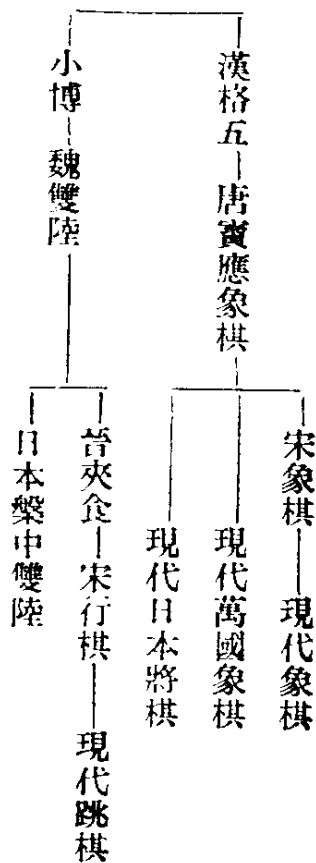 漢格五
唐寶應象棋
宋象棋
現代象棋
現代萬國象棋
現代日本將棋
小博
魏雙陸
晉夾食
宋行棋
現代跳棋
日本槃中雙陸